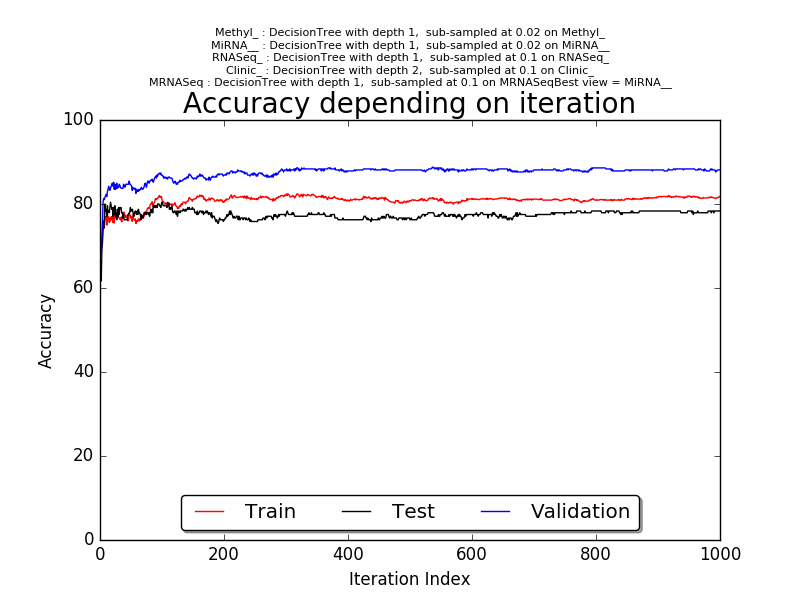 Methyl_ : DecisionTree with depth 1,  sub-sampled at 0.02 on Methyl_
MiRNA__ : DecisionTree with depth 1,  sub-sampled at 0.02 on MiRNA__
RNASeq_ : DecisionTree with depth 1,  sub-sampled at 0.1 on RNASeq_
Clinic_ : DecisionTree with depth 2,  sub-sampled at 0.1 on Clinic_
MRNASeq : DecisionTree with depth 1,  sub-sampled at 0.1 on MRNASeqBest view = MiRNA__
Accuracy depending on iteration
100
80
60
40
20
0
Accuracy
Train Test Validation
0 200 400 600 800 1000
Iteration Index